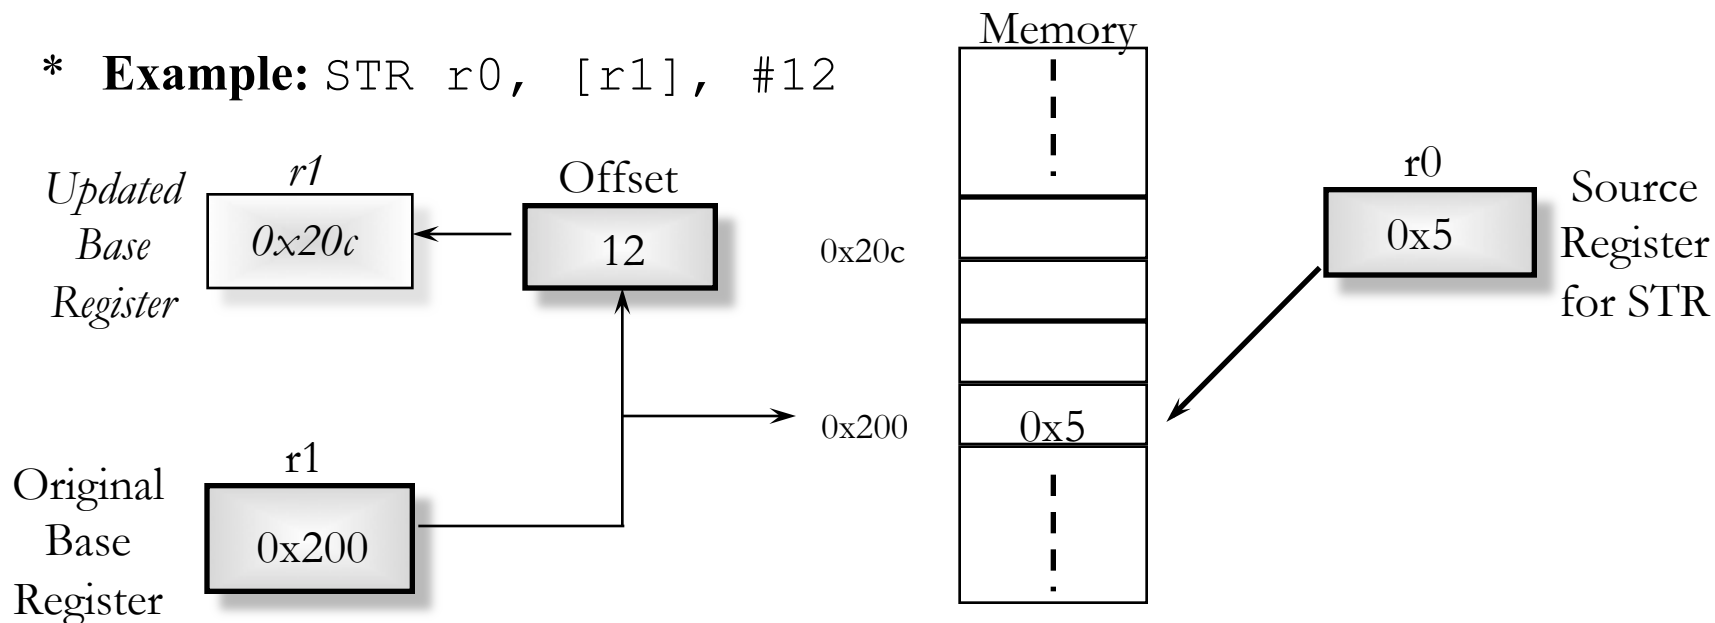 * Example: STR r0, [r1], #12
Memory
Updated
Base
Register
r1
0x20c
Offset
12
0x20c
r0
0x5
Source
Register
for STR
0x200
0x5
Original
Base
Register
r1
0x200